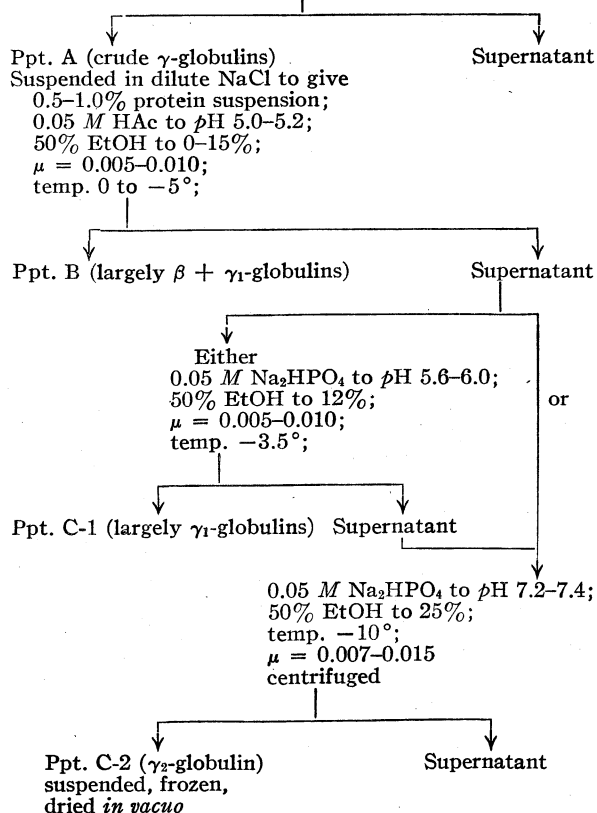 Ppt. A (crude γ-globulins)
Supernatant
Suspended in dilute NaCl to give
0.5–1.0% protein suspension;
0.05 M HAc to pH 5.0–5.2;
50% EtOH to 0–15%;
μ = 0.005–0.010;
temp. 0 to −5°;
Ppt. B (largely β + γ₁-globulins)
Supernatant
Either
0.05 M Na₂HPO₄ to pH 5.6–6.0;
50% EtOH to 12%;
or
μ = 0.005–0.010;
temp. −3.5°;
Ppt. C-1 (largely γ₁-globulins)
Supernatant
0.05 M Na₂HPO₄ to pH 7.2–7.4;
50% EtOH to 25%;
temp. −10°;
μ = 0.007–0.015
centrifuged
Ppt. C-2 (γ₂-globulin)
Supernatant
suspended, frozen,
dried in vacuo